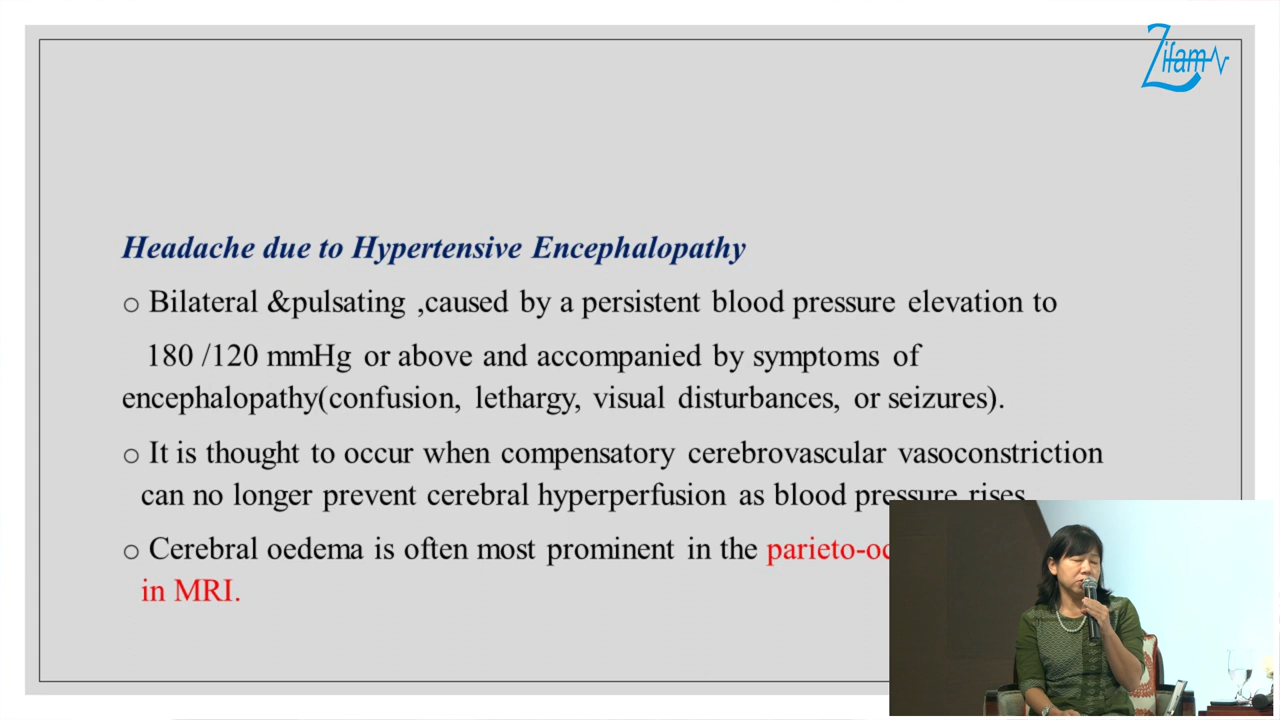 Zifam
Headache due to Hypertensive Encephalopathy
○ Bilateral &pulsating ,caused by a persistent blood pressure elevation to
180 /120 mmHg or above and accompanied by symptoms of
encephalopathy(confusion, lethargy, visual disturbances, or seizures).
○ It is thought to occur when compensatory cerebrovascular vasoconstriction
can no longer prevent cerebral hyperperfusion as blood pressure rises
○ Cerebral oedema is often most prominent in the
in MRI.